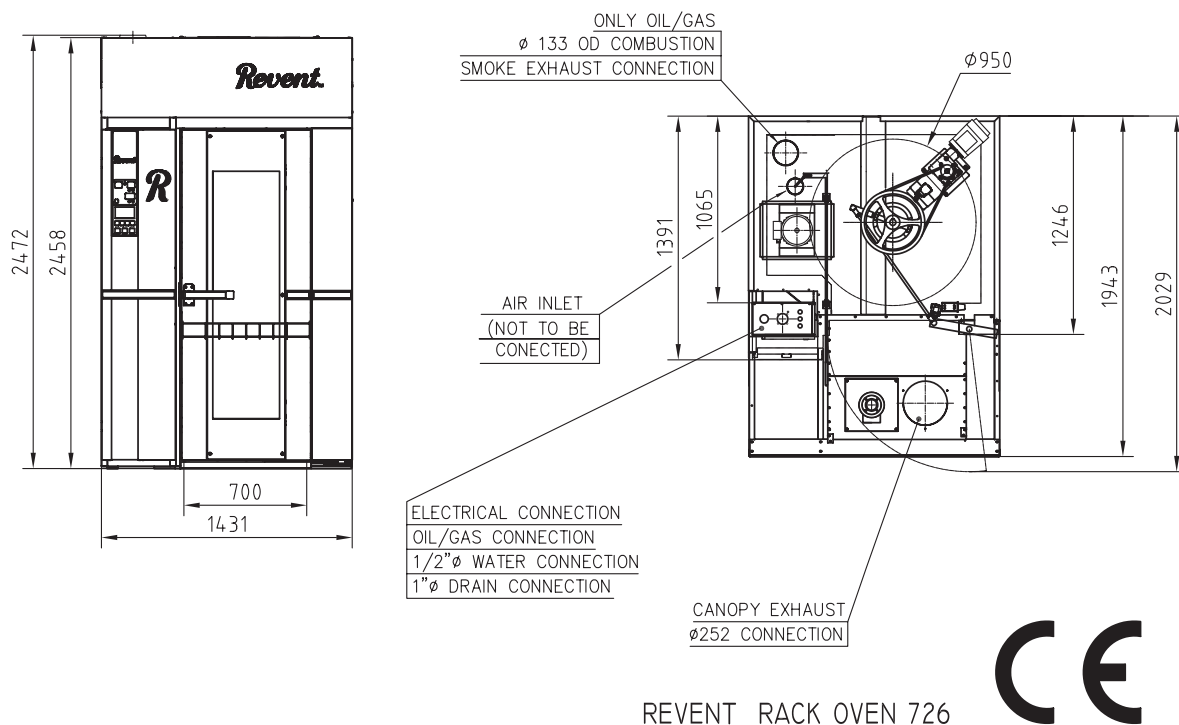 ONLY OIL/GAS
ø 133 OD COMBUSTION
SMOKE EXHAUST CONNECTION
Revent.
Revent
R
2472
2458
700
1431
ø950
1391
1065
1246
1943
2029
AIR INLET
(NOT TO BE
CONECTED)
ELECTRICAL CONNECTION
OIL/GAS CONNECTION
1/2"ø WATER CONNECTION
1"ø DRAIN CONNECTION
CANOPY EXHAUST
ø252 CONNECTION
REVENT RACK OVEN 726
CE